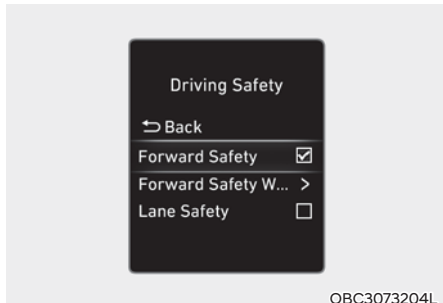 Driving Safety
Back
Forward Safety
Forward Safety W... >
Lane Safety
OBC3073204L